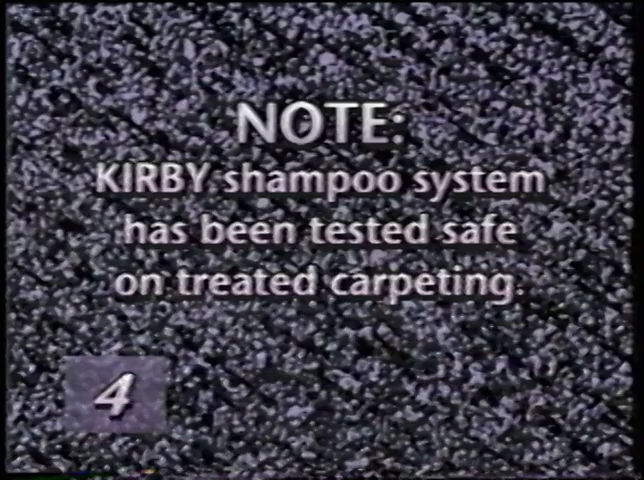 NOTE:
KIRBY shampoo system
has been tested safe
on treated carpeting.
4